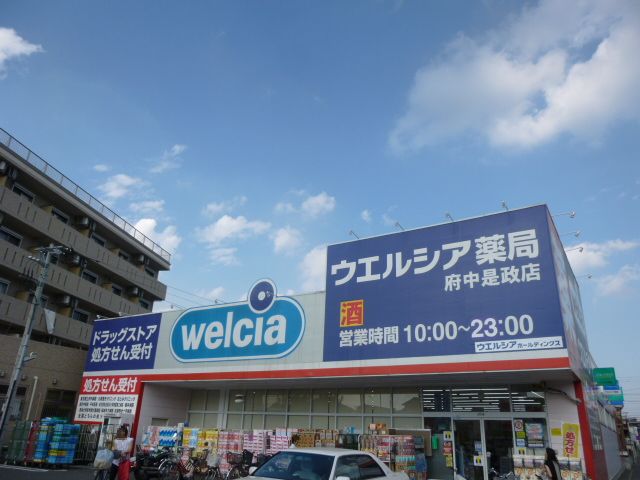 ウエルシア薬局
府中是政店
酒
営業時間 10:00～23:00
ウエルシアホールディングス
welcia
ドラッグストア
処方せん受付
処方せん受付